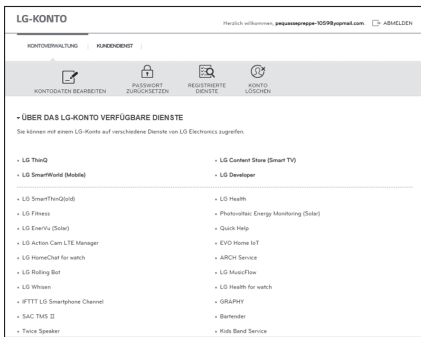 LG-KONTO
Herzlich willkommen, pequassepreppe-1059@yopmail.com ABMELDEN
KONTOVERWALTUNG KUNDENDIENST
KONTODATEN BEARBEITEN
PASSWORT ZURÜCKSETZEN
REGISTRIERTE DIENSTE
KONTO LÖSCHEN
ÜBER DAS LG-KONTO VERFÜGBARE DIENSTE
Sie können mit einem LG-Konto auf verschiedene Dienste von LG Electronics zugreifen.
LG ThinQ
LG Content Store (Smart TV)
LG SmartWorld (Mobile)
LG Developer
LG SmartThinQ(old)
LG Health
LG Fitness
Photovoltaic Energy Monitoring (Solar)
LG EnerVu (Solar)
Quick Help
LG Action Cam LTE Manager
EVO Home IoT
LG HomeChat for watch
ARCH Service
LG Rolling Bot
LG MusicFlow
LG Whisen
LG Health for watch
IFTTT LG Smartphone Channel
GRAPHY
SAC TMS II
Bartender
Twice Speaker
Kids Band Service